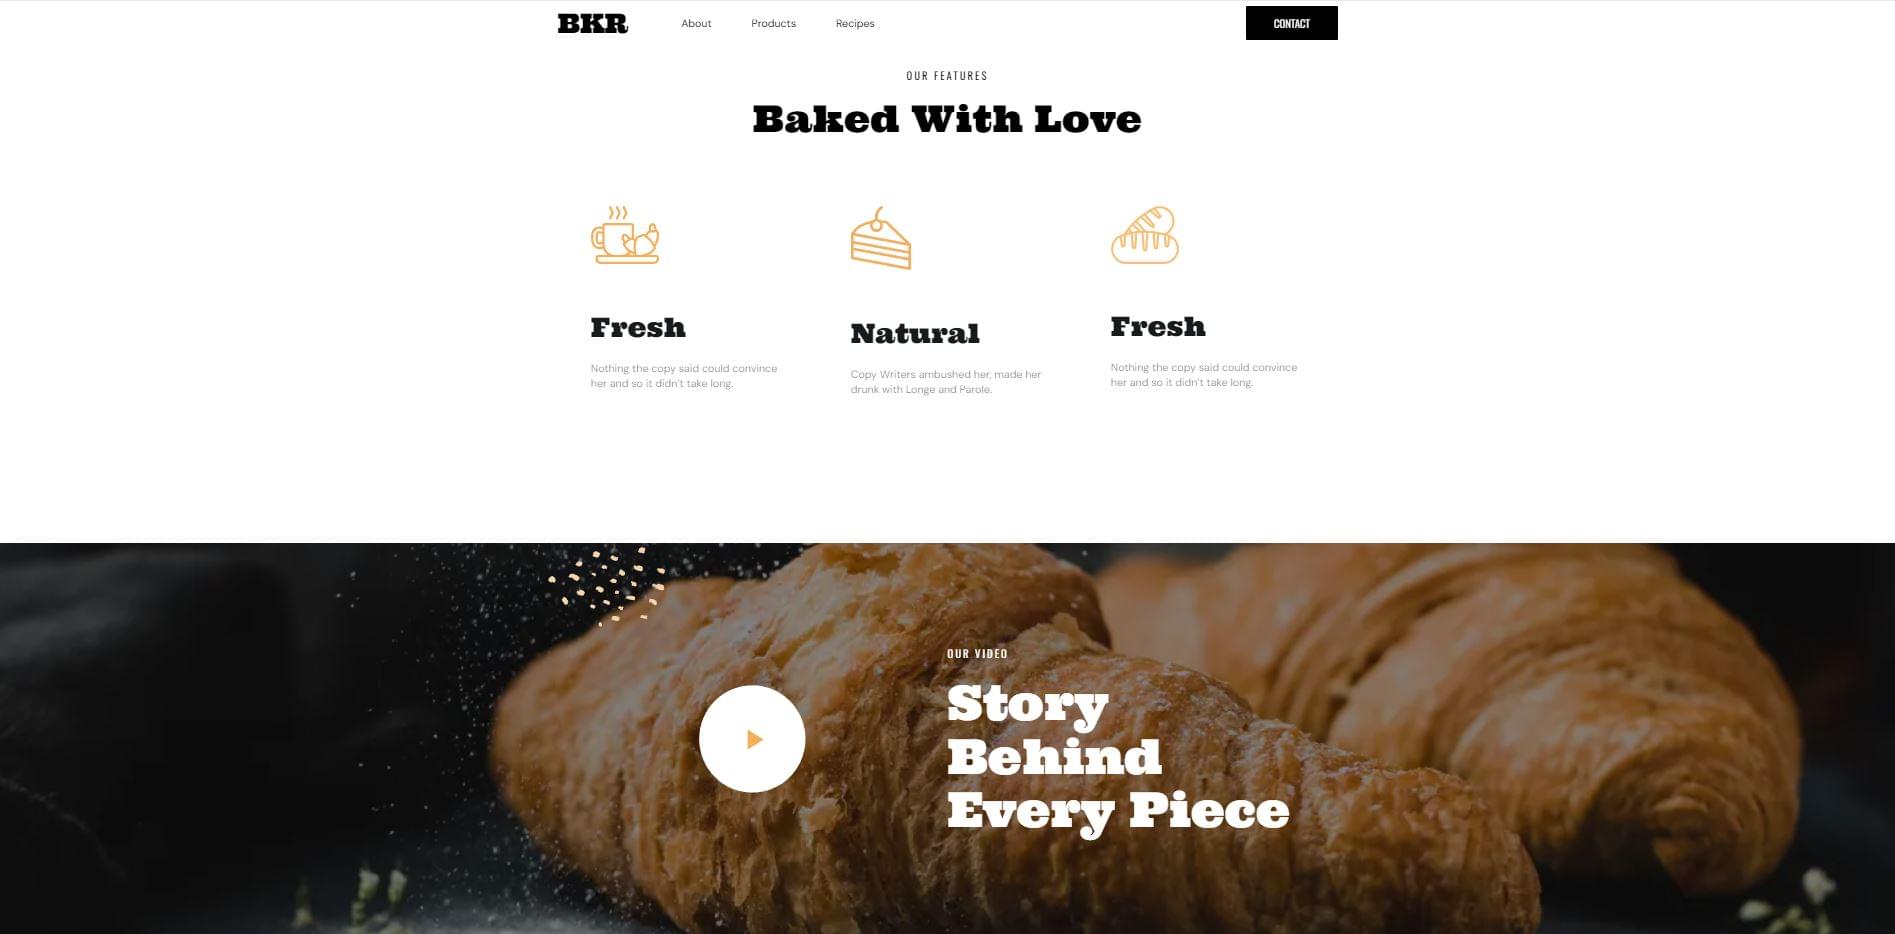 BKR
About
Products
Recipes
CONTACT
OUR FEATURES
Baked With Love
Fresh
Nothing the copy said could convince
her and so it didn't take long.
Natural
Copy Writers ambushed her, made her
drunk with Longe and Parole.
Fresh
Nothing the copy said could convince
her and so it didn't take long.
OUR VIDEO
Story
Behind
Every Piece